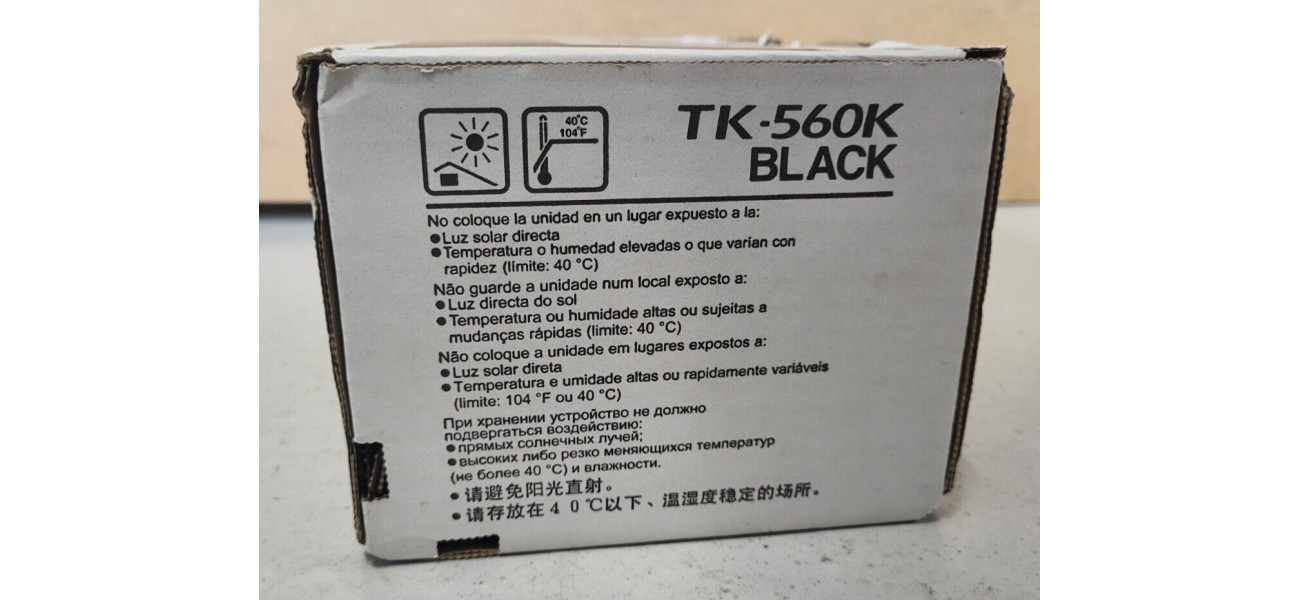 40°C
104°F
TK-560K
BLACK
No coloque la unidad en un lugar expuesto a la:
●Luz solar directa
●Temperatura o humedad elevadas o que varían con
rapidez (límite: 40 °C)
Não guarde a unidade num local exposto a:
●Luz directa do sol
●Temperatura ou humidade altas ou sujeitas a
mudanças rápidas (limite: 40 °C)
Não coloque a unidade em lugares expostos a:
●Luz solar direta
●Temperatura e umidade altas ou rapidamente variáveis
(limite: 104 °F ou 40 °C)
При хранении устройство не должно
подвергаться воздействию:
●прямых солнечных лучей;
●высоких либо резко меняющихся температур
(не более 40 °C) и влажности.
●请避免阳光直射。
●请存放在40℃以下、温湿度稳定的场所。